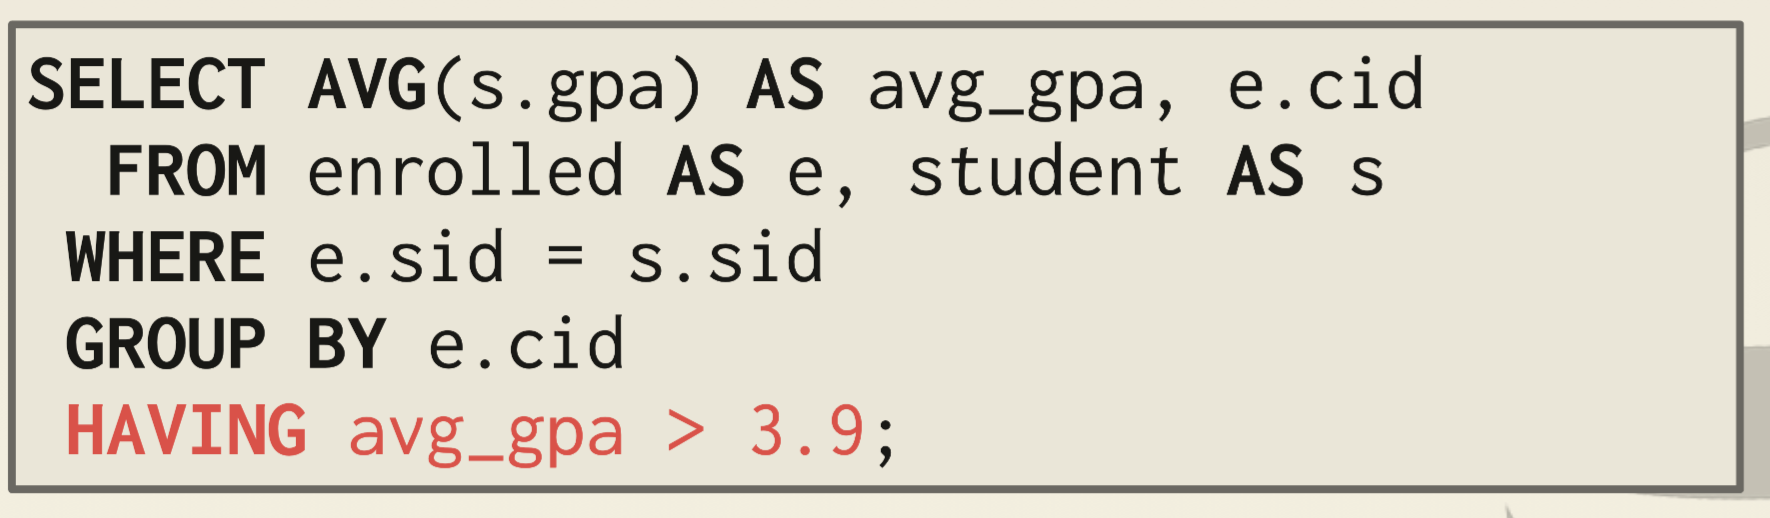 SELECT AVG(s.gpa) AS avg_gpa, e.cid
FROM enrolled AS e, student AS s
WHERE e.sid = s.sid
GROUP BY e.cid
HAVING avg_gpa > 3.9;